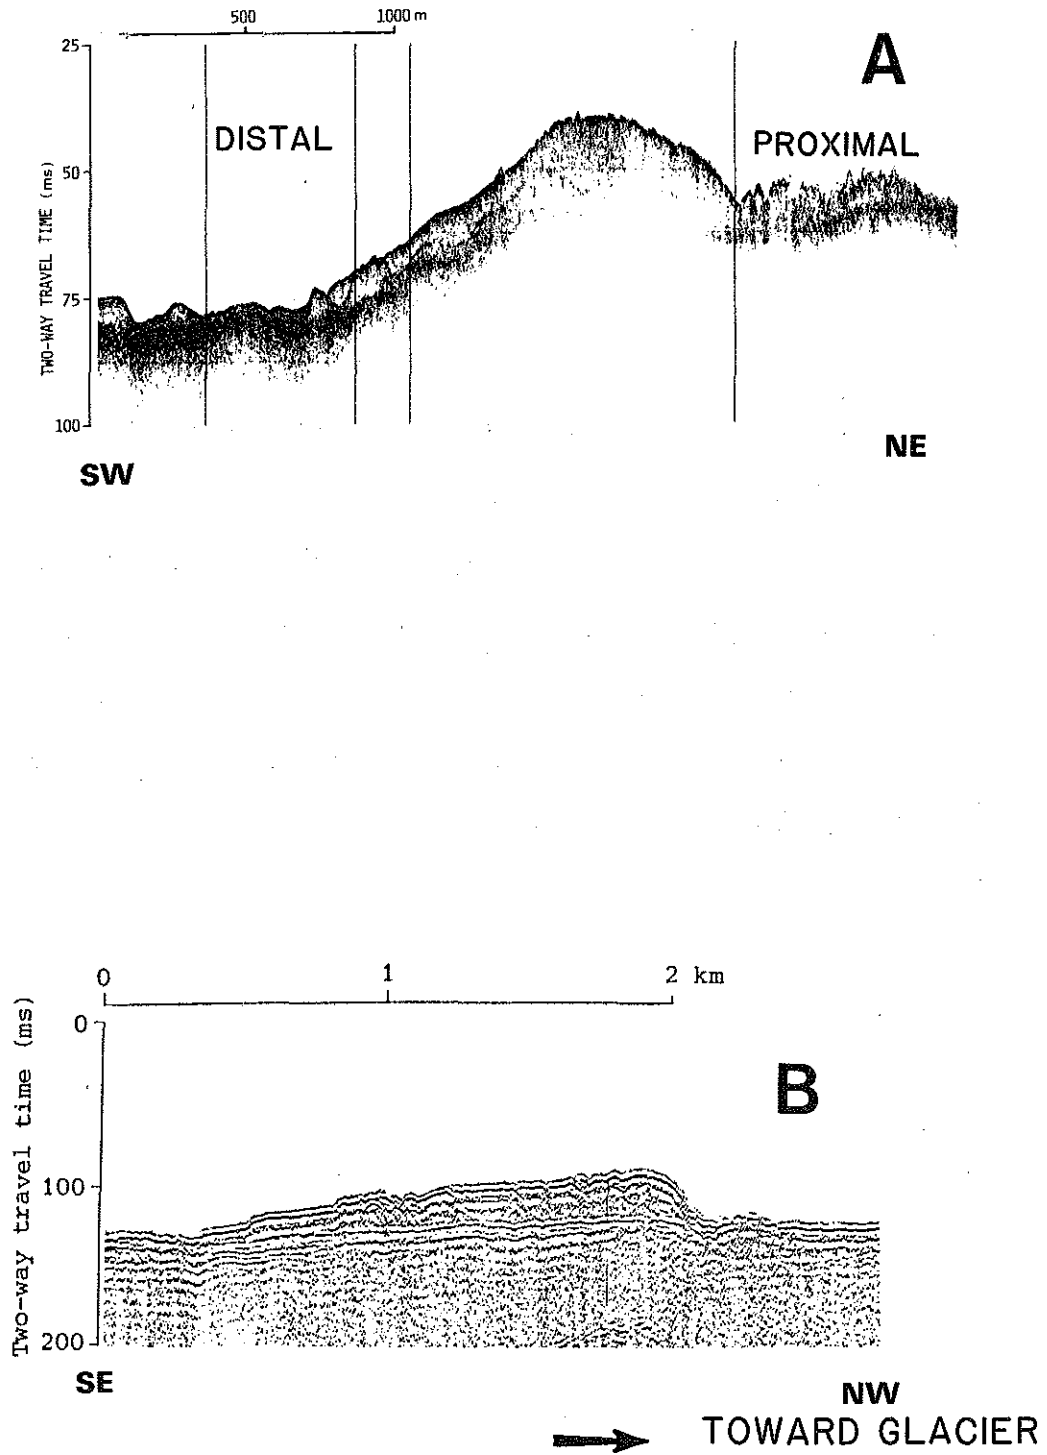 500 1000 m
A
25
DISTAL
PROXIMAL
50
TWO-WAY TRAVEL TIME (ms)
75
100
NE
SW
0 1 2 km
0
B
Two-way travel time (ms)
100
200
SE
NW
TOWARD GLACIER